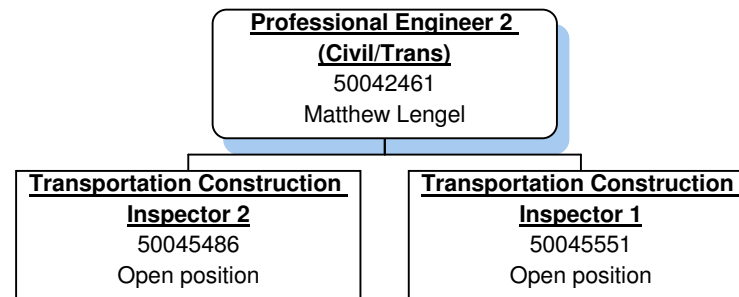 Professional Engineer 2
(Civil/Trans)
50042461
Matthew Lengel
Transportation Construction
Inspector 2
50045486
Open position
Transportation Construction
Inspector 1
50045551
Open position